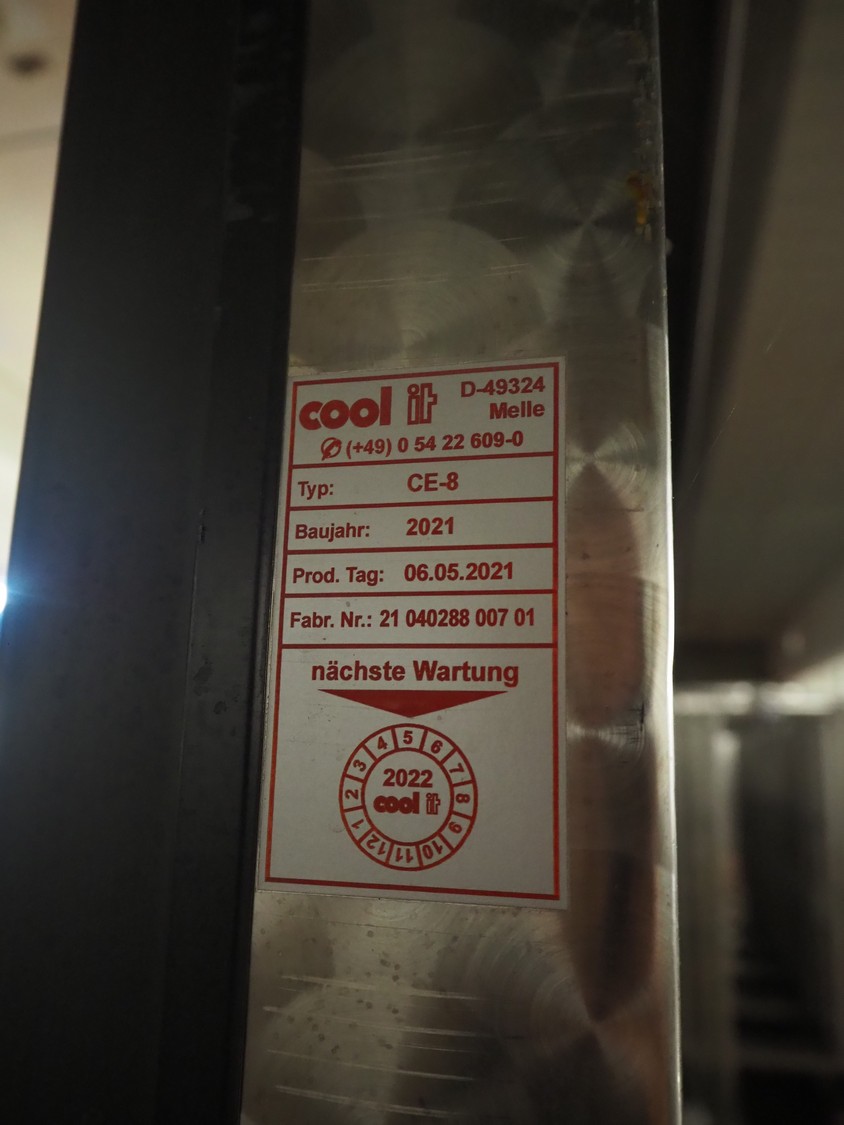 cool it D-49324
Melle
✆ (+49) 0 54 22 609-0
Typ: CE-8
Baujahr: 2021
Prod. Tag: 06.05.2021
Fabr. Nr.: 21 040288 007 01
nächste Wartung
1 2 3 4 5 6 7 8 9 10 11 12
2022
cool it